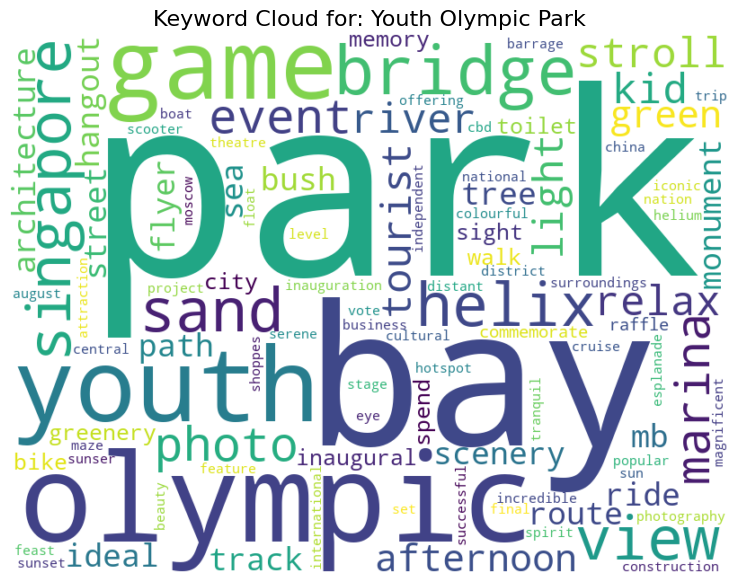 Keyword Cloud for: Youth Olympic Park
memory
barrage
game
bridge
stroll
singapore
architecture
hangout
boat
scooter
event
river
offering
cbd
toilet
kid
trip
green
theatre
street
flyer
moscow
sea
float
bush
park
tourist
independent
national
tree
colourful
sight
walk
light
china
iconic
nation
helium
monument
level
district
august
attraction
project
city
inauguration
distant
surroundings
sand
helix
relax
central
path
serene
vote
business
cultural
commemorate
raffle
cruise
esplanade
marina
magnificent
shoppes
hotspot
youth
bay
stage
eye
spend
tranquil
greenery
maze
sunser
photo
inaugural
scenery
mb
popular
sun
bike
feature
beauty
olympic
international
successful
incredible
set
final
spirit
route
ride
photography
feast
sunset
ideal
track
afternoon
view
construction